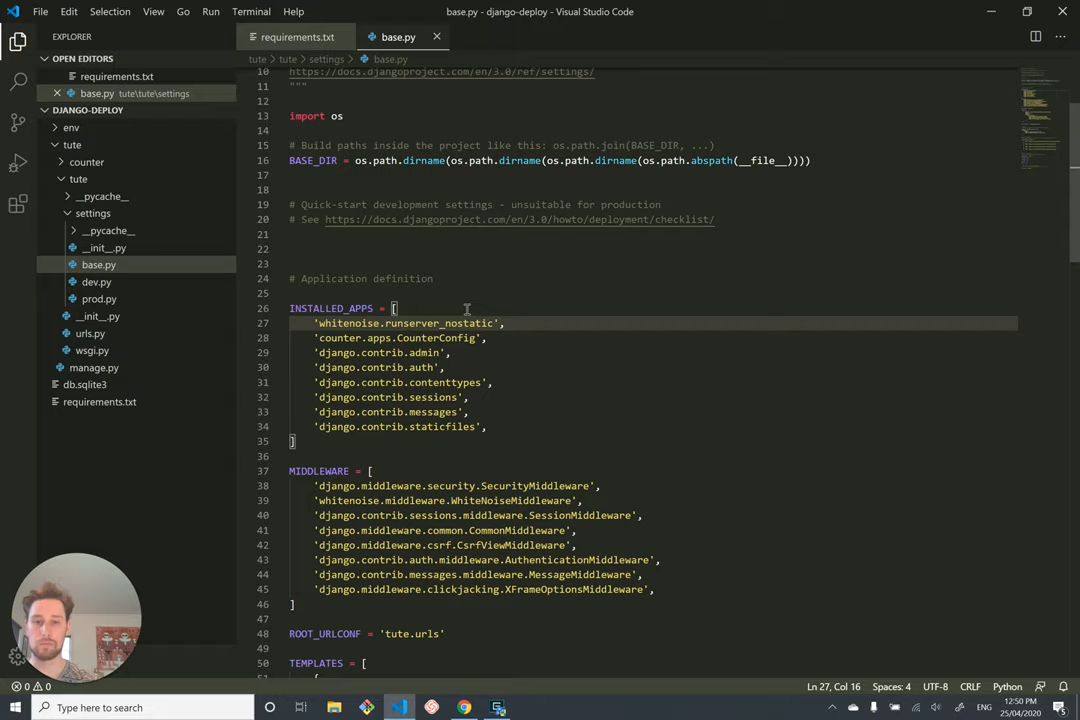 File Edit Selection View Go Run Terminal Help
base.py - django-deploy - Visual Studio Code
EXPLORER
OPEN EDITORS
requirements.txt
base.py tute\tute\settings
DJANGO-DEPLOY
env
tute
counter
tute
__pycache__
settings
__pycache__
__init__.py
base.py
dev.py
prod.py
__init__.py
urls.py
wsgi.py
manage.py
db.sqlite3
requirements.txt
requirements.txt
base.py
tute > tute > settings > base.py
10 https://docs.djangoproject.com/en/3.0/ref/settings/
11 """
12
13 import os
14
15 # Build paths inside the project like this: os.path.join(BASE_DIR, ...)
16 BASE_DIR = os.path.dirname(os.path.dirname(os.path.dirname(os.path.abspath(__file__))))
17
18
19 # Quick-start development settings - unsuitable for production
20 # See https://docs.djangoproject.com/en/3.0/howto/deployment/checklist/
21
22
23
24 # Application definition
25
26 INSTALLED_APPS = [
27 'whitenoise.runserver_nostatic',
28 'counter.apps.CounterConfig',
29 'django.contrib.admin',
30 'django.contrib.auth',
31 'django.contrib.contenttypes',
32 'django.contrib.sessions',
33 'django.contrib.messages',
34 'django.contrib.staticfiles',
35 ]
36
37 MIDDLEWARE = [
38 'django.middleware.security.SecurityMiddleware',
39 'whitenoise.middleware.WhiteNoiseMiddleware',
40 'django.contrib.sessions.middleware.SessionMiddleware',
41 'django.middleware.common.CommonMiddleware',
42 'django.middleware.csrf.CsrfViewMiddleware',
43 'django.contrib.auth.middleware.AuthenticationMiddleware',
44 'django.contrib.messages.middleware.MessageMiddleware',
45 'django.middleware.clickjacking.XFrameOptionsMiddleware',
46 ]
47
48 ROOT_URLCONF = 'tute.urls'
49
50 TEMPLATES = [
0 0
Ln 27, Col 16 Spaces: 4 UTF-8 CRLF Python
Type here to search
ENG
12:50 PM
25/04/2020